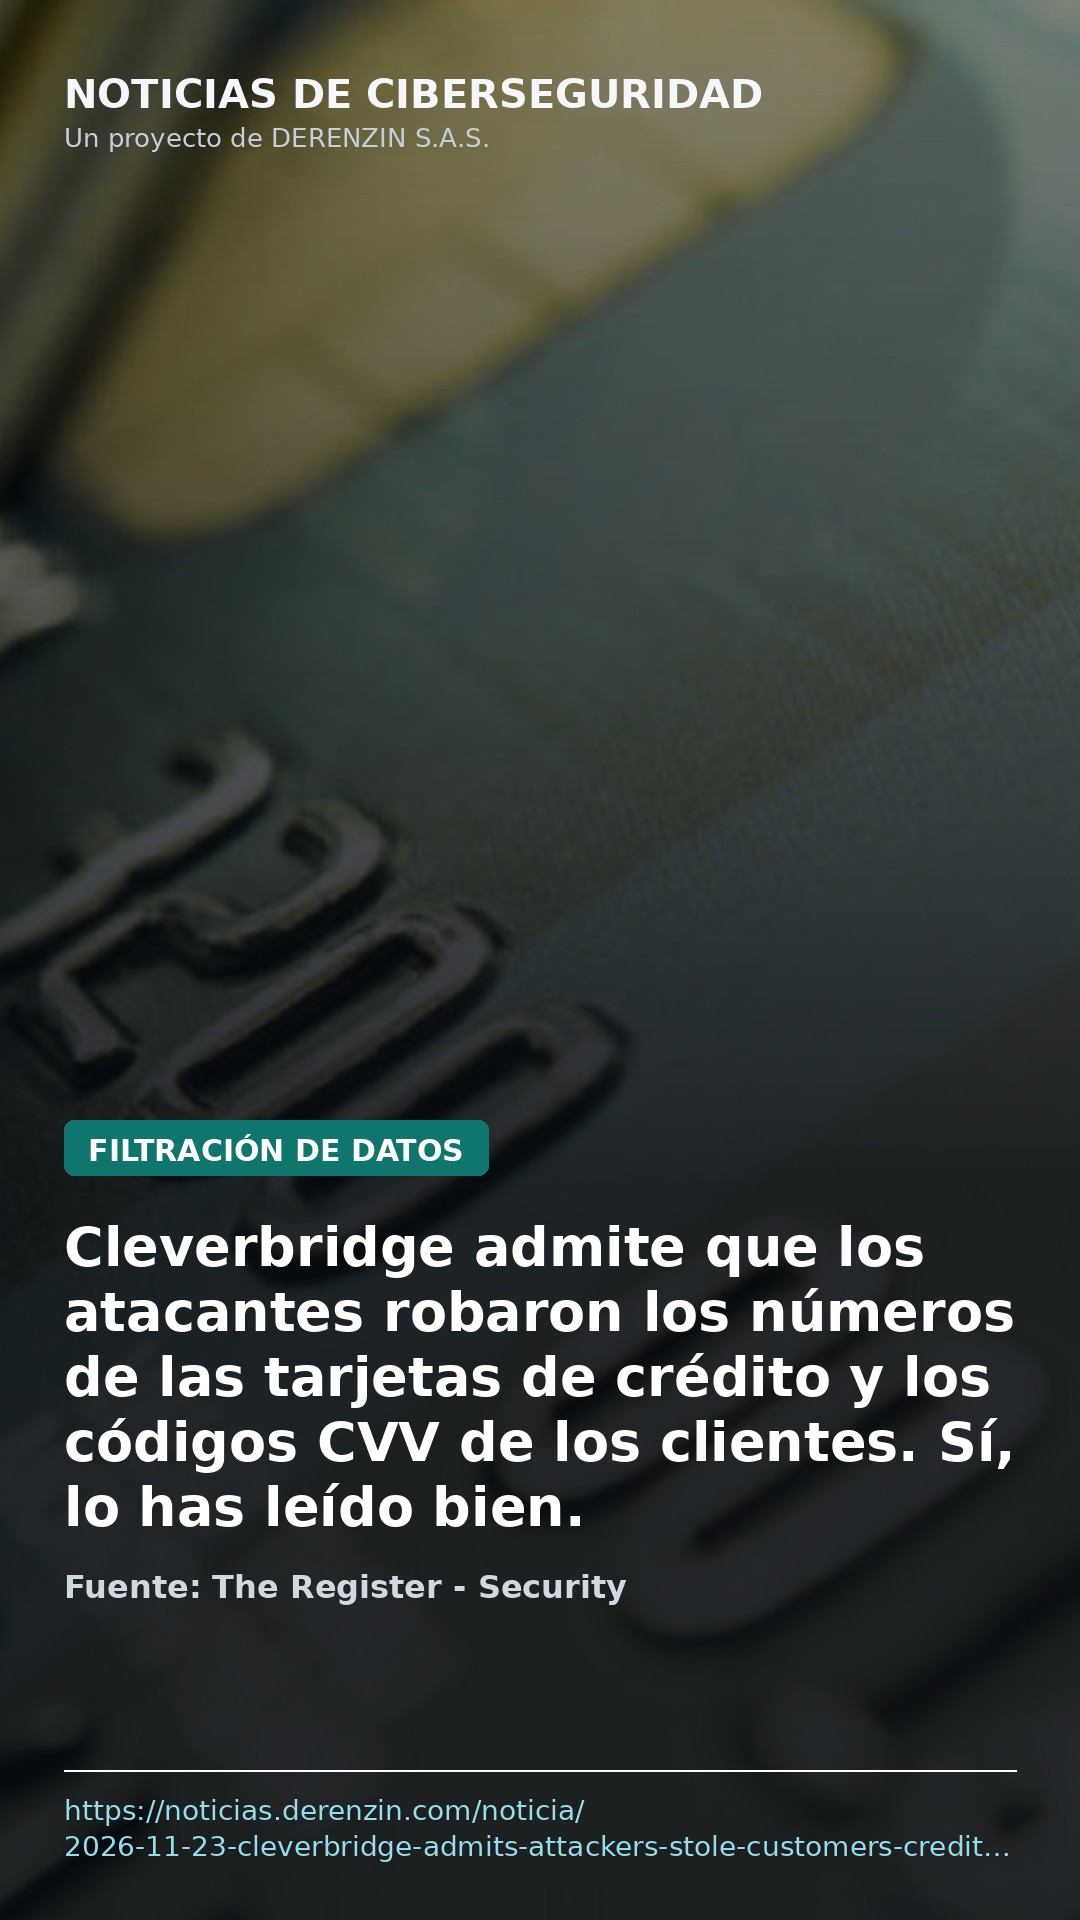 NOTICIAS DE CIBERSEGURIDAD
Un proyecto de DERENZIN S.A.S.
1200
FILTRACIÓN DE DATOS
Cleverbridge admite que los
atacantes robaron los números
de las tarjetas de crédito y los
códigos CVV de los clientes. Sí,
lo has leído bien.
Fuente: The Register - Security
https://noticias.derenzin.com/noticia/
2026-11-23-cleverbridge-admits-attackers-stole-customers-credit…